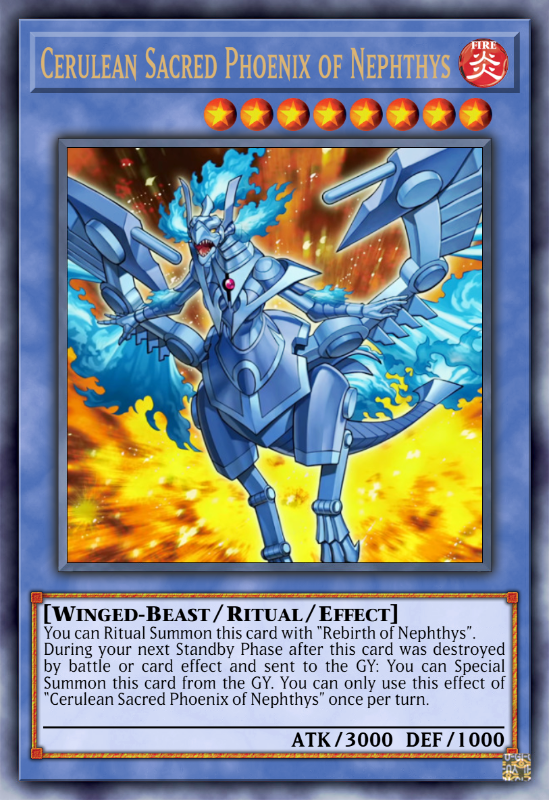 Cerulean Sacred Phoenix of Nephthys
FIRE
炎
[Winged-Beast/Ritual/Effect]
You can Ritual Summon this card with "Rebirth of Nephthys".
During your next Standby Phase after this card was destroyed
by battle or card effect and sent to the GY: You can Special
Summon this card from the GY. You can only use this effect of
"Cerulean Sacred Phoenix of Nephthys" once per turn.
ATK/3000 DEF/1000